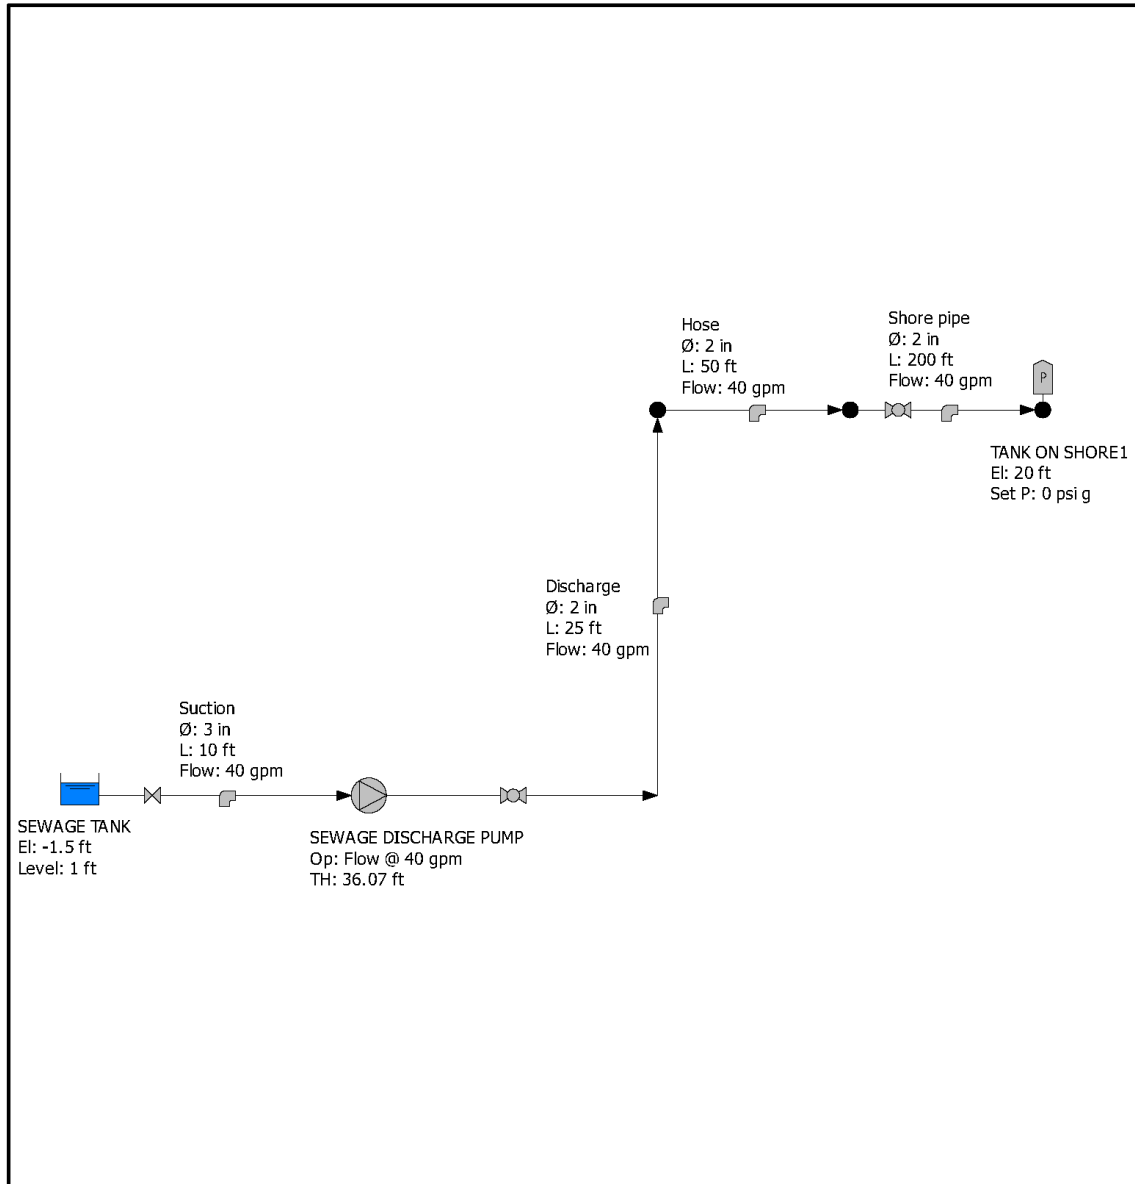 Hose
Ø: 2 in
L: 50 ft
Flow: 40 gpm
Shore pipe
Ø: 2 in
L: 200 ft
Flow: 40 gpm
P
TANK ON SHORE1
El: 20 ft
Set P: 0 psi g
Discharge
Ø: 2 in
L: 25 ft
Flow: 40 gpm
Suction
Ø: 3 in
L: 10 ft
Flow: 40 gpm
SEWAGE TANK
El: -1.5 ft
Level: 1 ft
SEWAGE DISCHARGE PUMP
Op: Flow @ 40 gpm
TH: 36.07 ft